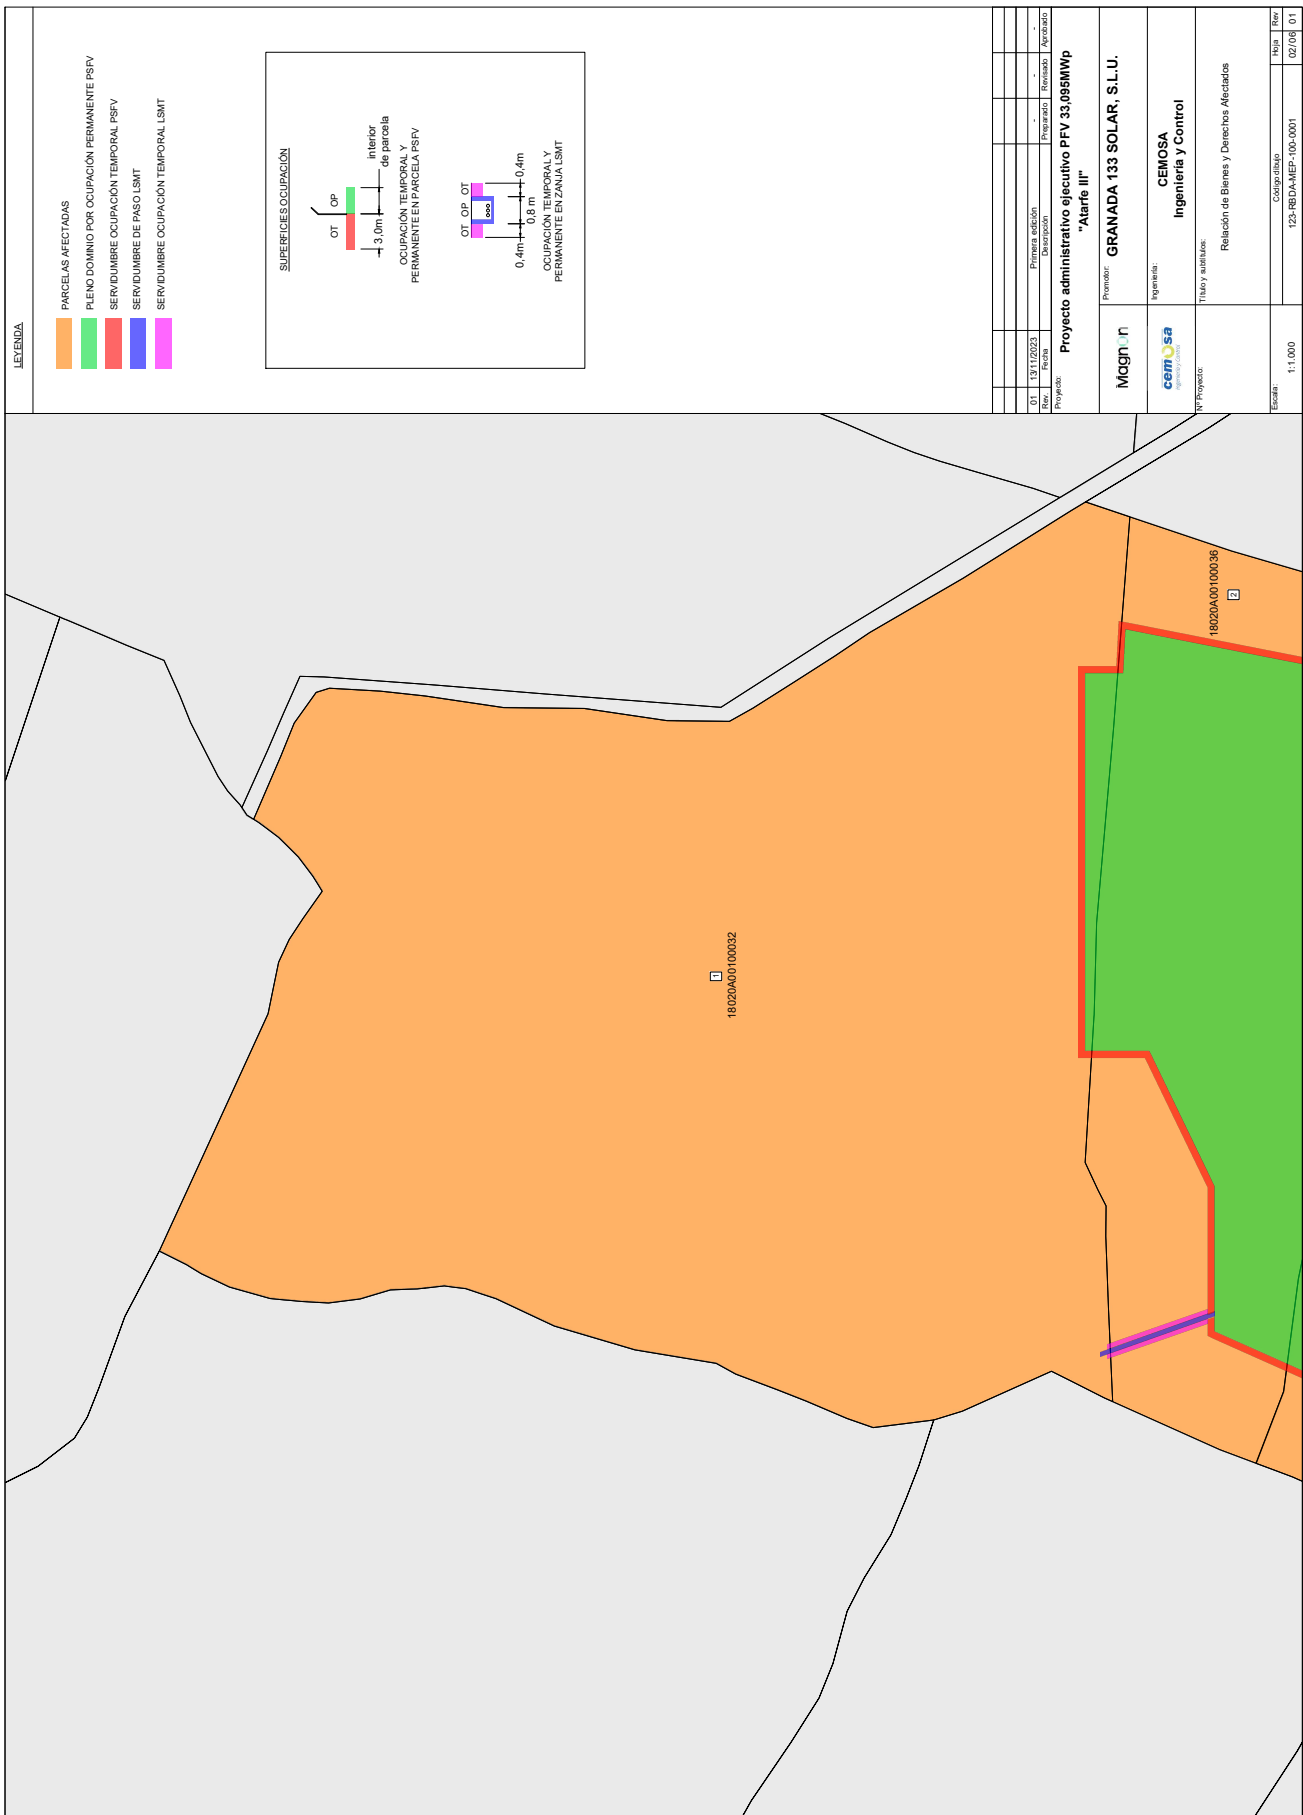 LEYENDA
PARCELAS AFECTADAS
PLENO DOMINIO POR OCUPACIÓN PERMANENTE PSFV
SERVIDUMBRE OCUPACIÓN TEMPORAL PSFV
SERVIDUMBRE DE PASO LSMT
SERVIDUMBRE OCUPACIÓN TEMPORAL LSMT
SUPERFICIES OCUPACIÓN
OT OP
3,0m
interior
de parcela
OCUPACIÓN TEMPORAL Y
PERMANENTE EN PARCELA PSFV
OT OP OT
0,4m 0,8 m 0,4m
OCUPACIÓN TEMPORAL Y
PERMANENTE EN ZANJA LSMT
01 13/11/2023 Primera edición - - -
Rev. Fecha Descripción Preparado Revisado Aprobado
Proyecto:
Proyecto administrativo ejecutivo PFV 33,095MWp
"Atarfe III"
Magnon
Promotor:
GRANADA 133 SOLAR, S.L.U.
cemosa
Ingeniería y Control
Ingeniería:
CEMOSA
Ingeniería y Control
Nº Proyecto:
Título y subtítulos:
Relación de Bienes y Derechos Afectados
Escala:
1:1.000
Código dibujo
123-RBDA-MEP-100-0001
Hoja
02/06
Rev
01
1
18020A00100032
18020A00100036
2